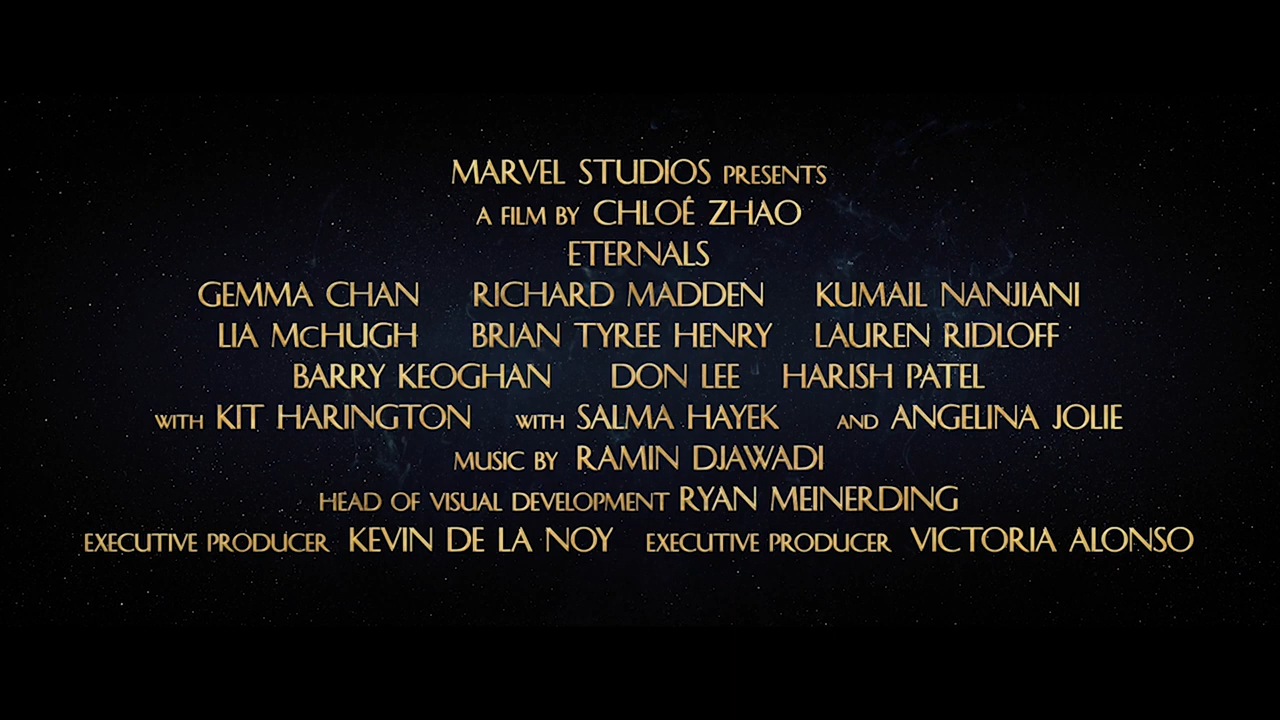 MARVEL STUDIOS PRESENTS
A FILM BY CHLOÉ ZHAO
ETERNALS
GEMMA CHAN RICHARD MADDEN KUMAIL NANJIANI
LIA McHUGH BRIAN TYREE HENRY LAUREN RIDLOFF
BARRY KEOGHAN DON LEE HARISH PATEL
WITH KIT HARINGTON WITH SALMA HAYEK AND ANGELINA JOLIE
MUSIC BY RAMIN DJAWADI
HEAD OF VISUAL DEVELOPMENT RYAN MEINERDING
EXECUTIVE PRODUCER KEVIN DE LA NOY EXECUTIVE PRODUCER VICTORIA ALONSO